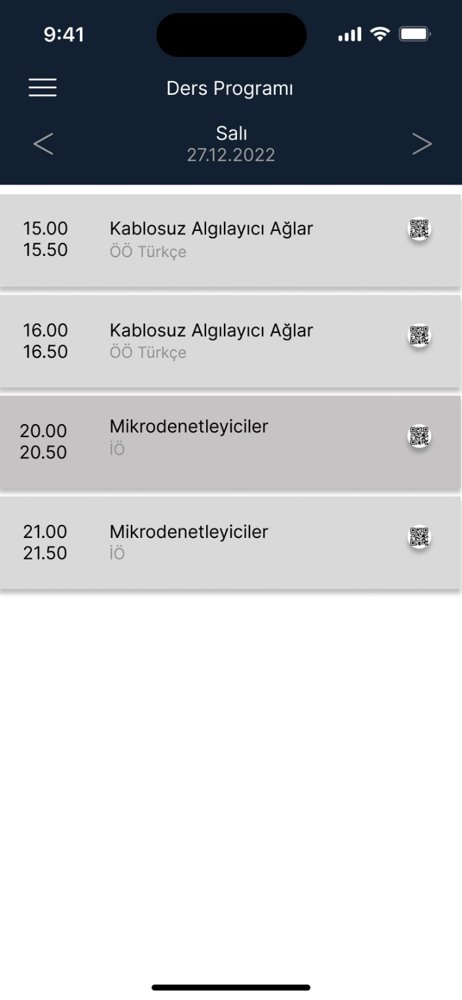 9:41
Ders Programı
Salı
27.12.2022
15.00
15.50
Kablosuz Algılayıcı Ağlar
ÖÖ Türkçe
16.00
16.50
Kablosuz Algılayıcı Ağlar
ÖÖ Türkçe
20.00
20.50
Mikrodenetleyiciler
İÖ
21.00
21.50
Mikrodenetleyiciler
İÖ